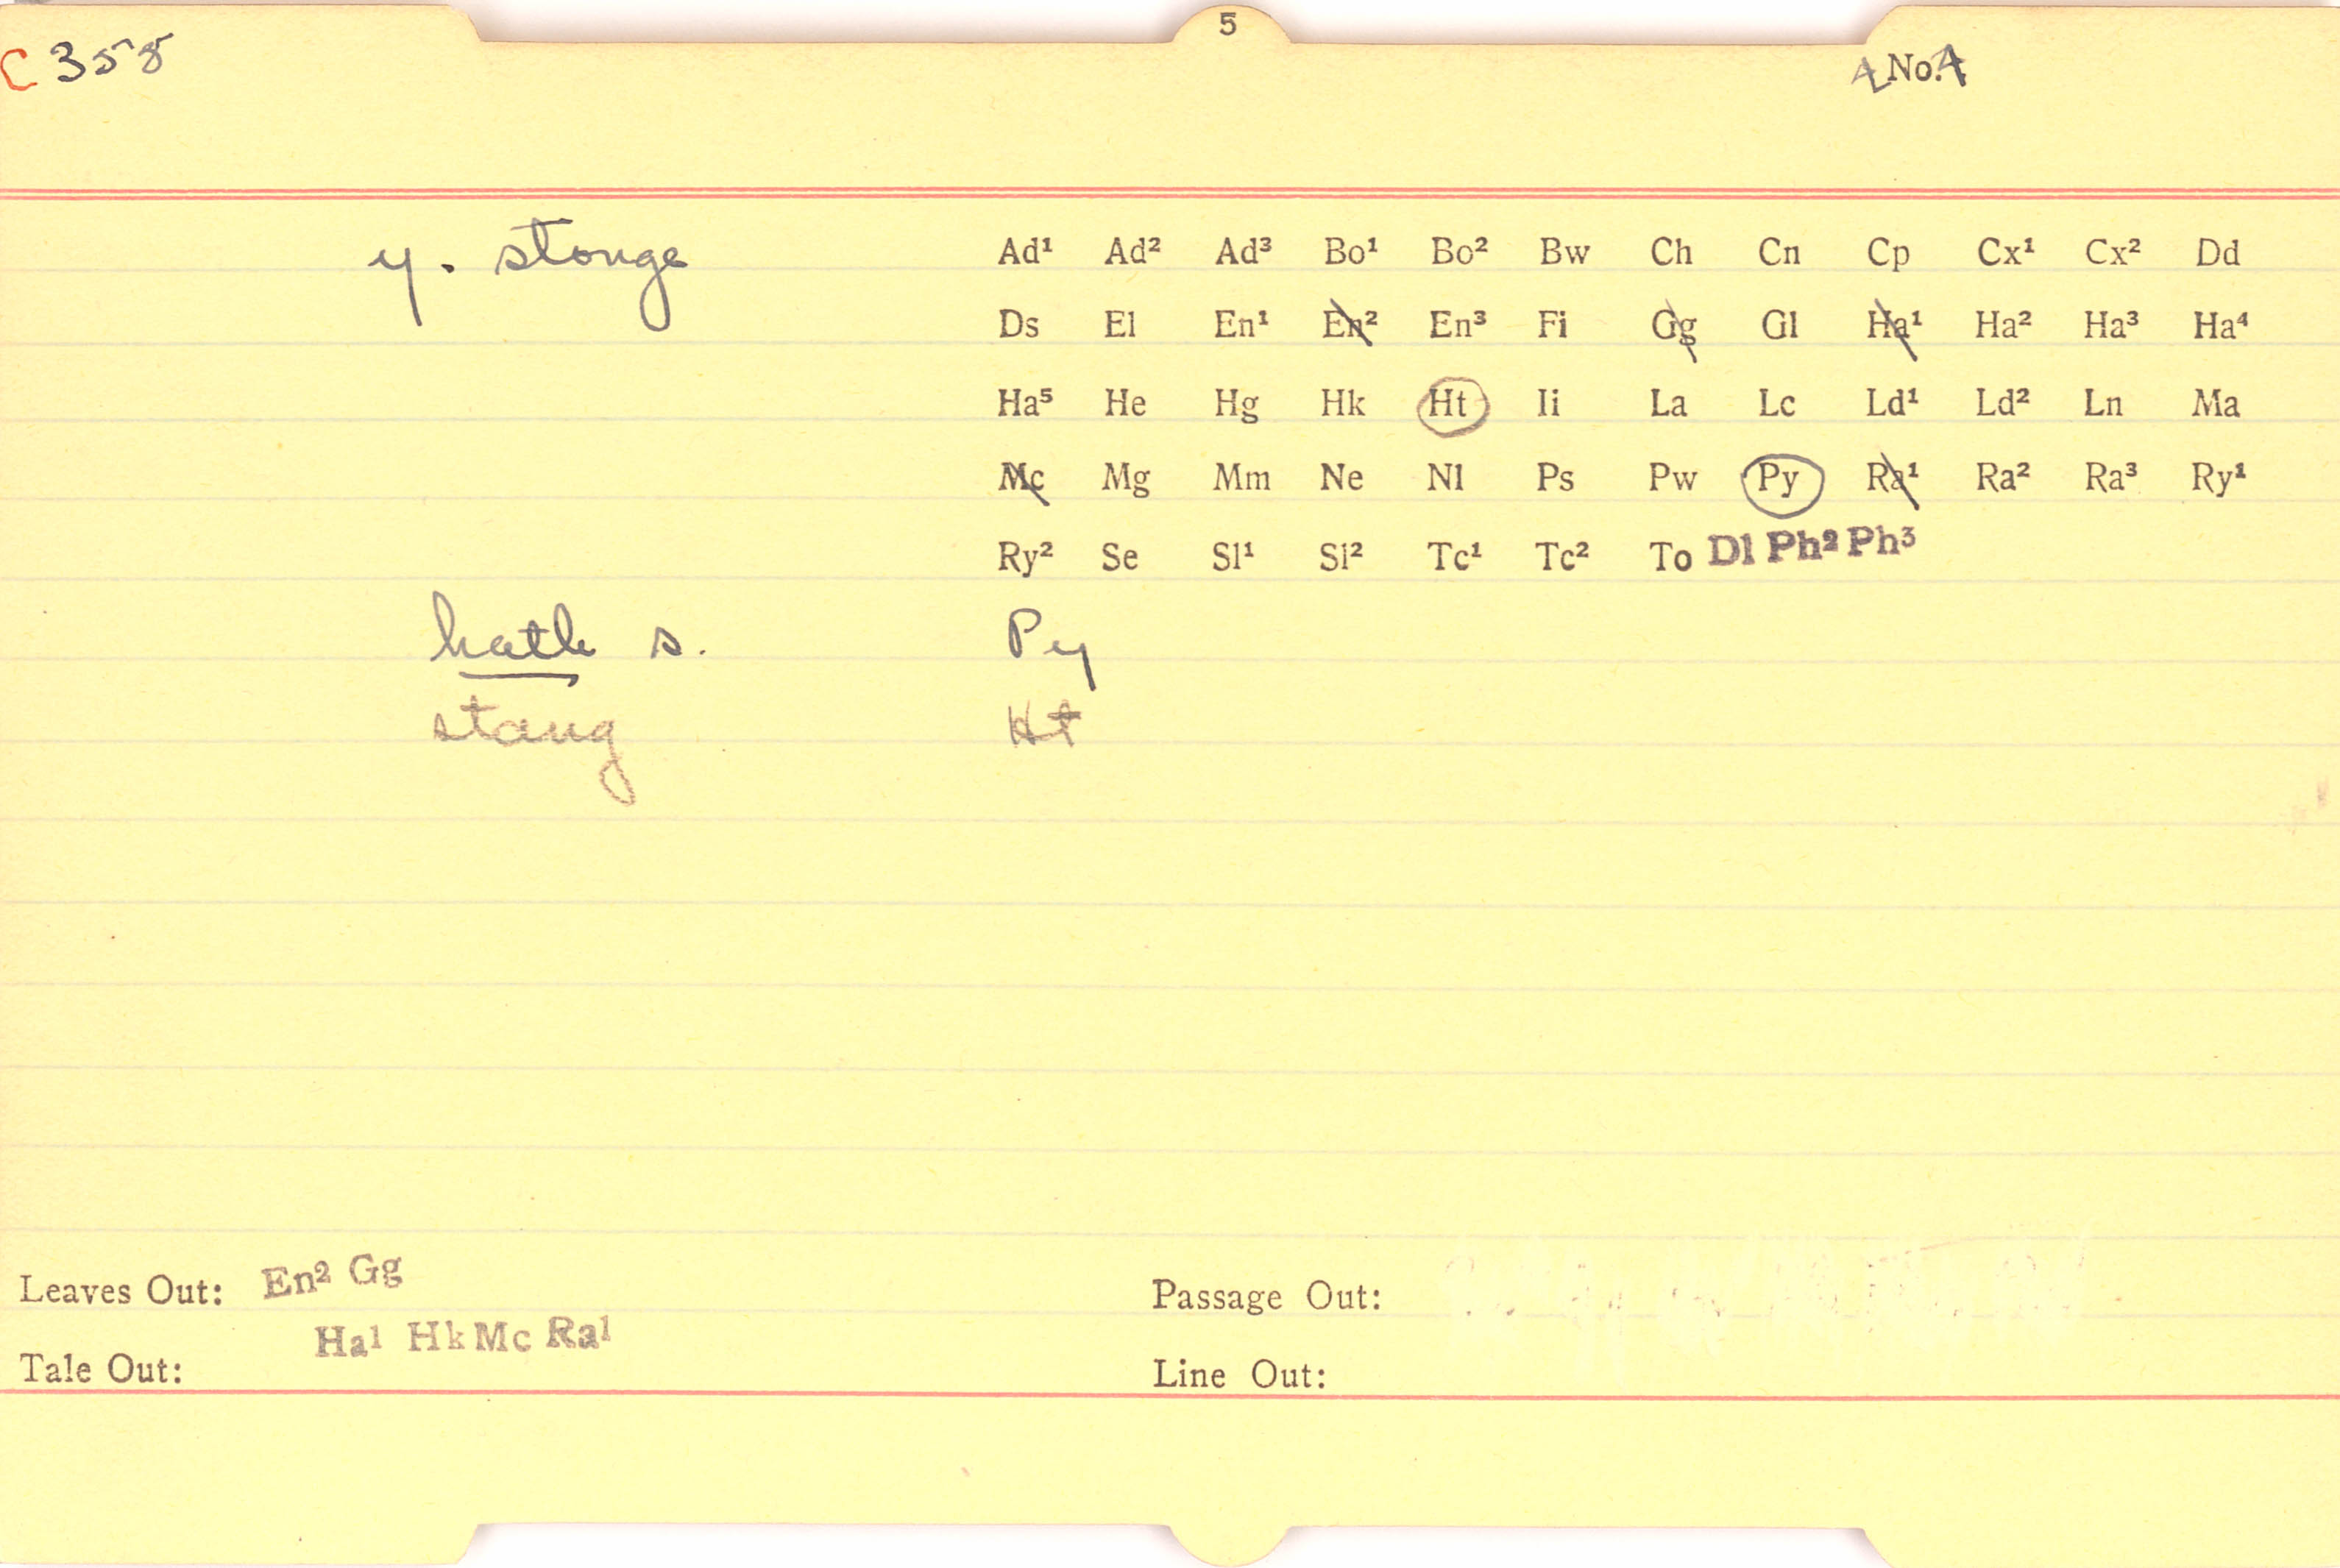 5
C 355
4 No. 4
y. stonge
Ad¹ Ad² Ad³ Bo¹ Bo² Bw Ch Cn Cp Cx¹ Cx² Dd
Ds El En¹ En² En³ Fi Gg Gl Ha¹ Ha² Ha³ Ha⁴
Ha⁵ He Hg Hk Ht Ii La Lc Ld¹ Ld² Ln Ma
Mc Mg Mm Ne Nl Ps Pw Py Ra¹ Ra² Ra³ Ry¹
Ry² Se Sl¹ Sl² Tc¹ Tc² To Dl Ph² Ph³
hath s. Py
stang Ht
Leaves Out: En² Gg
Ha¹ Hk Mc Ra¹
Tale Out:
Passage Out:
Line Out: